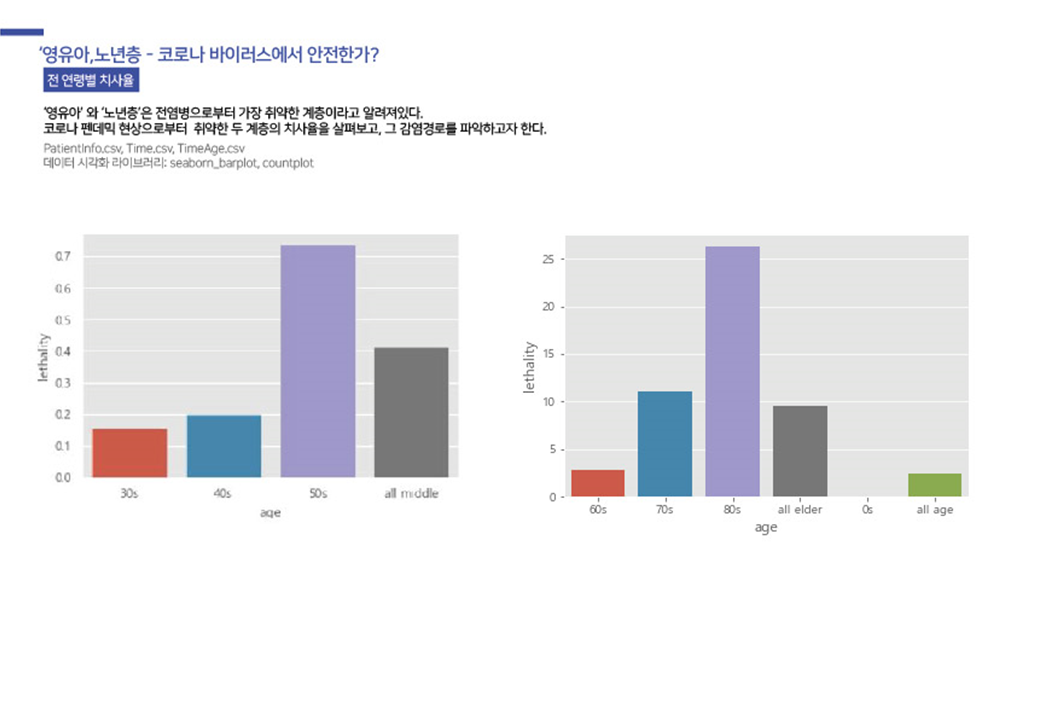 ‘영유아,노년층 - 코로나 바이러스에서 안전한가?
전 연령별 치사율
‘영유아’ 와 ‘노년층’은 전염병으로부터 가장 취약한 계층이라고 알려져있다.
코로나 펜데믹 현상으로부터 취약한 두 계층의 치사율을 살펴보고, 그 감염경로를 파악하고자 한다.
PatientInfo.csv, Time.csv, TimeAge.csv
데이터 시각화 라이브러리: seaborn_barplot, countplot
lethality
0.7
0.6
0.5
0.4
0.3
0.2
0.1
0.0
30s 40s 50s all middle
age
lethality
25
20
15
10
5
0
60s 70s 80s all elder 0s all age
age